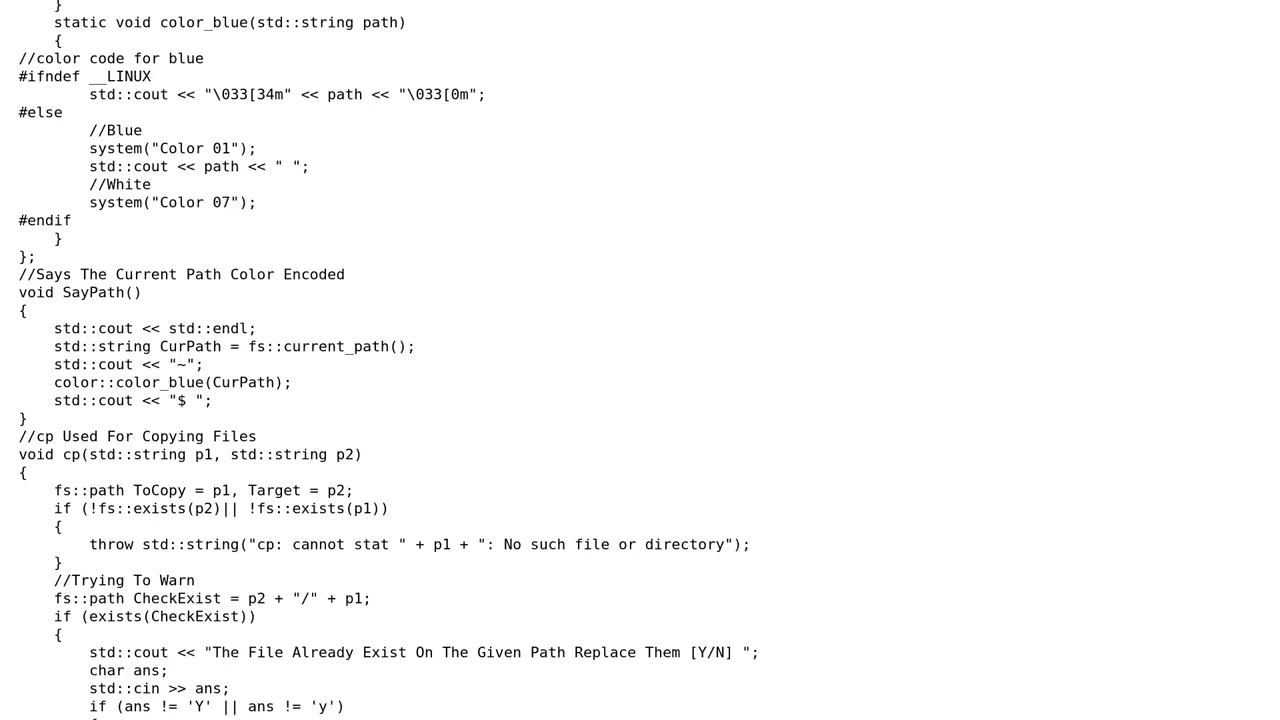 }
    static void color_blue(std::string path)
    {
//color code for blue
#ifndef __LINUX
        std::cout << "\033[34m" << path << "\033[0m";
#else
        //Blue
        system("Color 01");
        std::cout << path << " ";
        //White
        system("Color 07");
#endif
    }
};
//Says The Current Path Color Encoded
void SayPath()
{
    std::cout << std::endl;
    std::string CurPath = fs::current_path();
    std::cout << "~";
    color::color_blue(CurPath);
    std::cout << "$ ";
}
//cp Used For Copying Files
void cp(std::string p1, std::string p2)
{
    fs::path ToCopy = p1, Target = p2;
    if (!fs::exists(p2)|| !fs::exists(p1))
    {
        throw std::string("cp: cannot stat " + p1 + ": No such file or directory");
    }
    //Trying To Warn
    fs::path CheckExist = p2 + "/" + p1;
    if (exists(CheckExist))
    {
        std::cout << "The File Already Exist On The Given Path Replace Them [Y/N] ";
        char ans;
        std::cin >> ans;
        if (ans != 'Y' || ans != 'y')
        {